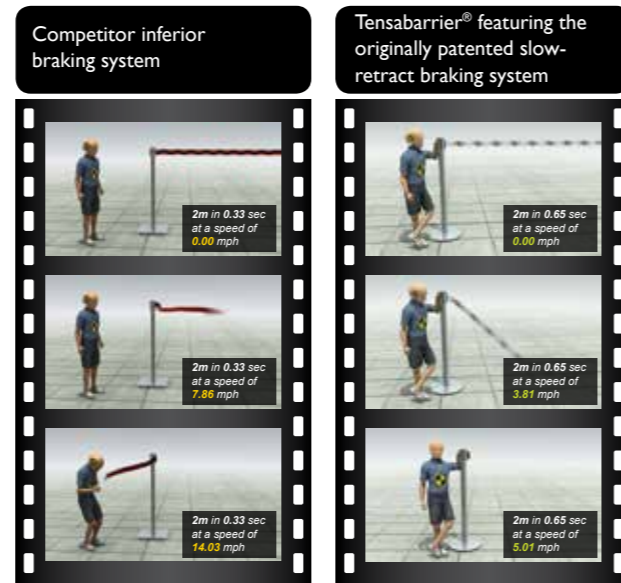 Competitor inferior
braking system
Tensabarrier® featuring the
originally patented slow-
retract braking system
2m in 0.33 sec
at a speed of
0.00 mph
2m in 0.65 sec
at a speed of
0.00 mph
2m in 0.33 sec
at a speed of
7.86 mph
2m in 0.65 sec
at a speed of
3.81 mph
2m in 0.33 sec
at a speed of
14.03 mph
2m in 0.65 sec
at a speed of
5.01 mph